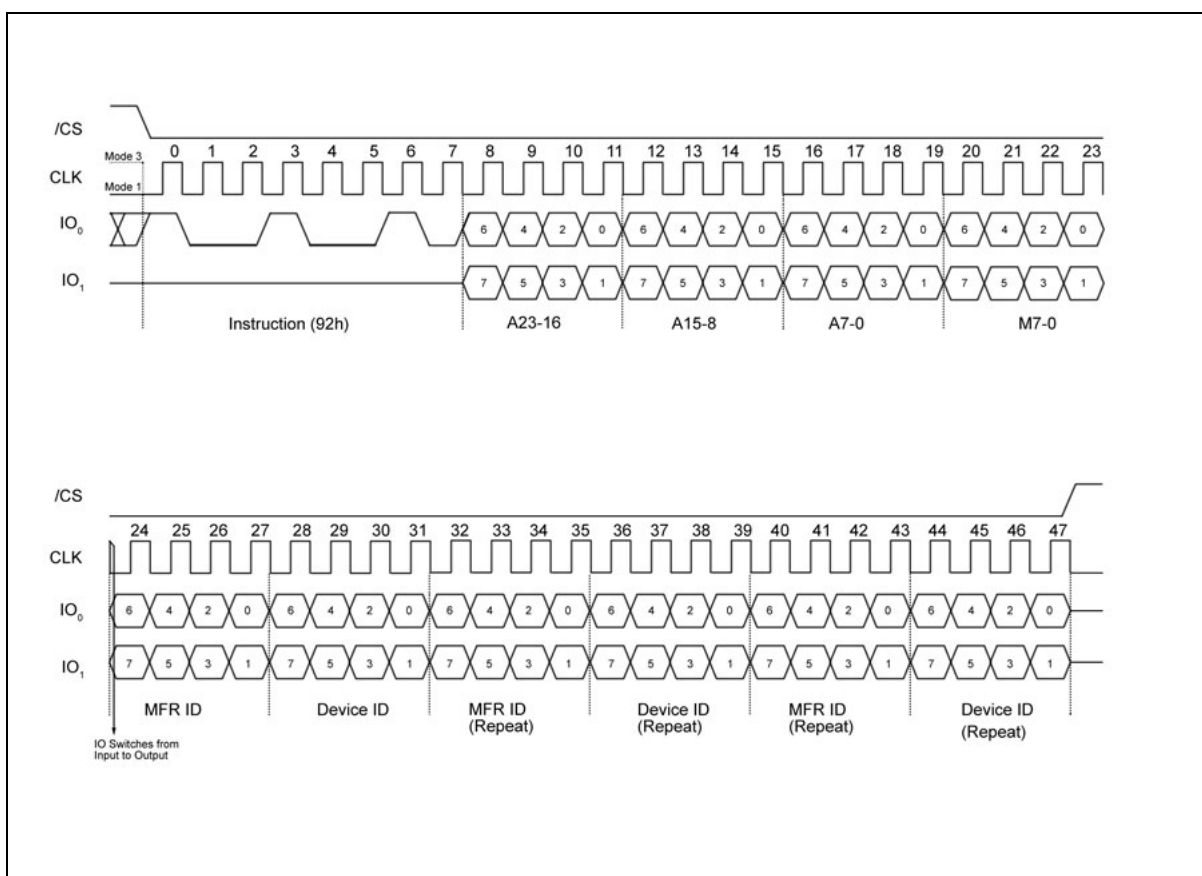 /CS
Mode 3 0 1 2 3 4 5 6 7 8 9 10 11 12 13 14 15 16 17 18 19 20 21 22 23
CLK
Mode 1
IO0 6 4 2 0 6 4 2 0 6 4 2 0 6 4 2 0
IO1 7 5 3 1 7 5 3 1 7 5 3 1 7 5 3 1
Instruction (92h) A23-16 A15-8 A7-0 M7-0
/CS
24 25 26 27 28 29 30 31 32 33 34 35 36 37 38 39 40 41 42 43 44 45 46 47
CLK
IO0 6 4 2 0 6 4 2 0 6 4 2 0 6 4 2 0 6 4 2 0 6 4 2 0
IO1 7 5 3 1 7 5 3 1 7 5 3 1 7 5 3 1 7 5 3 1 7 5 3 1
MFR ID Device ID MFR ID Device ID MFR ID Device ID
(Repeat) (Repeat) (Repeat) (Repeat)
IO Switches from
Input to Output